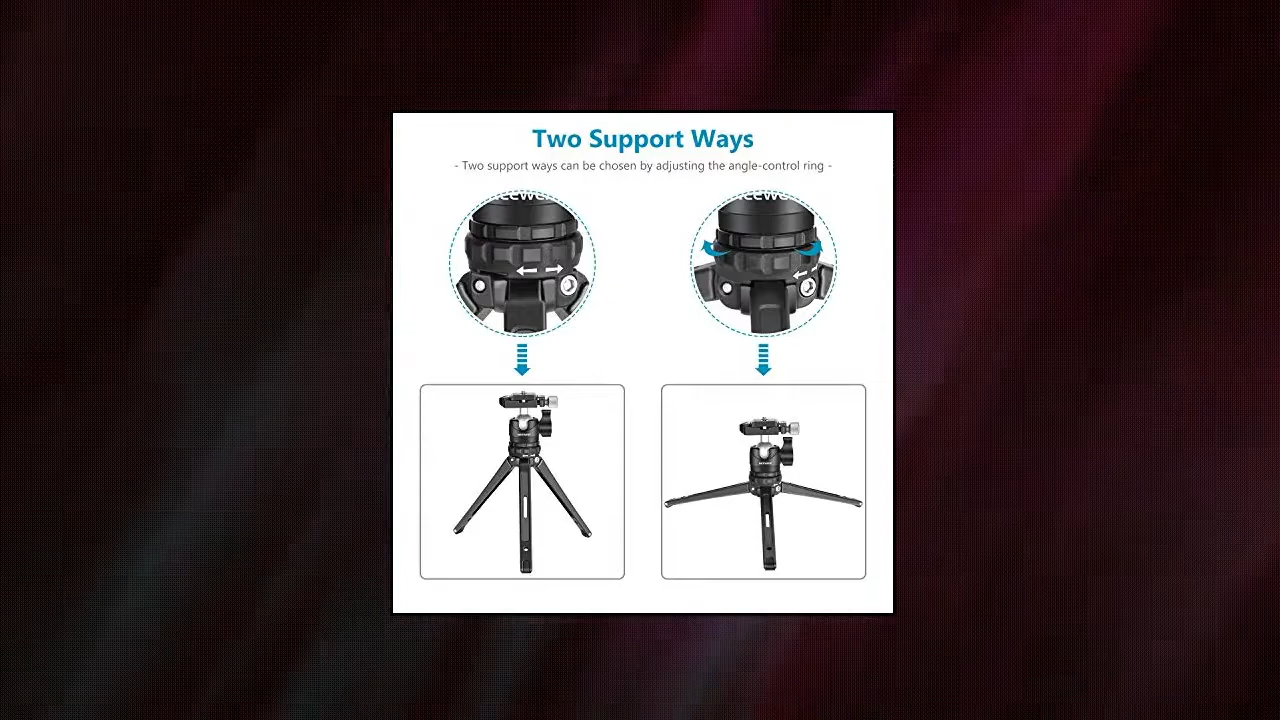 Two Support Ways
- Two support ways can be chosen by adjusting the angle-control ring -